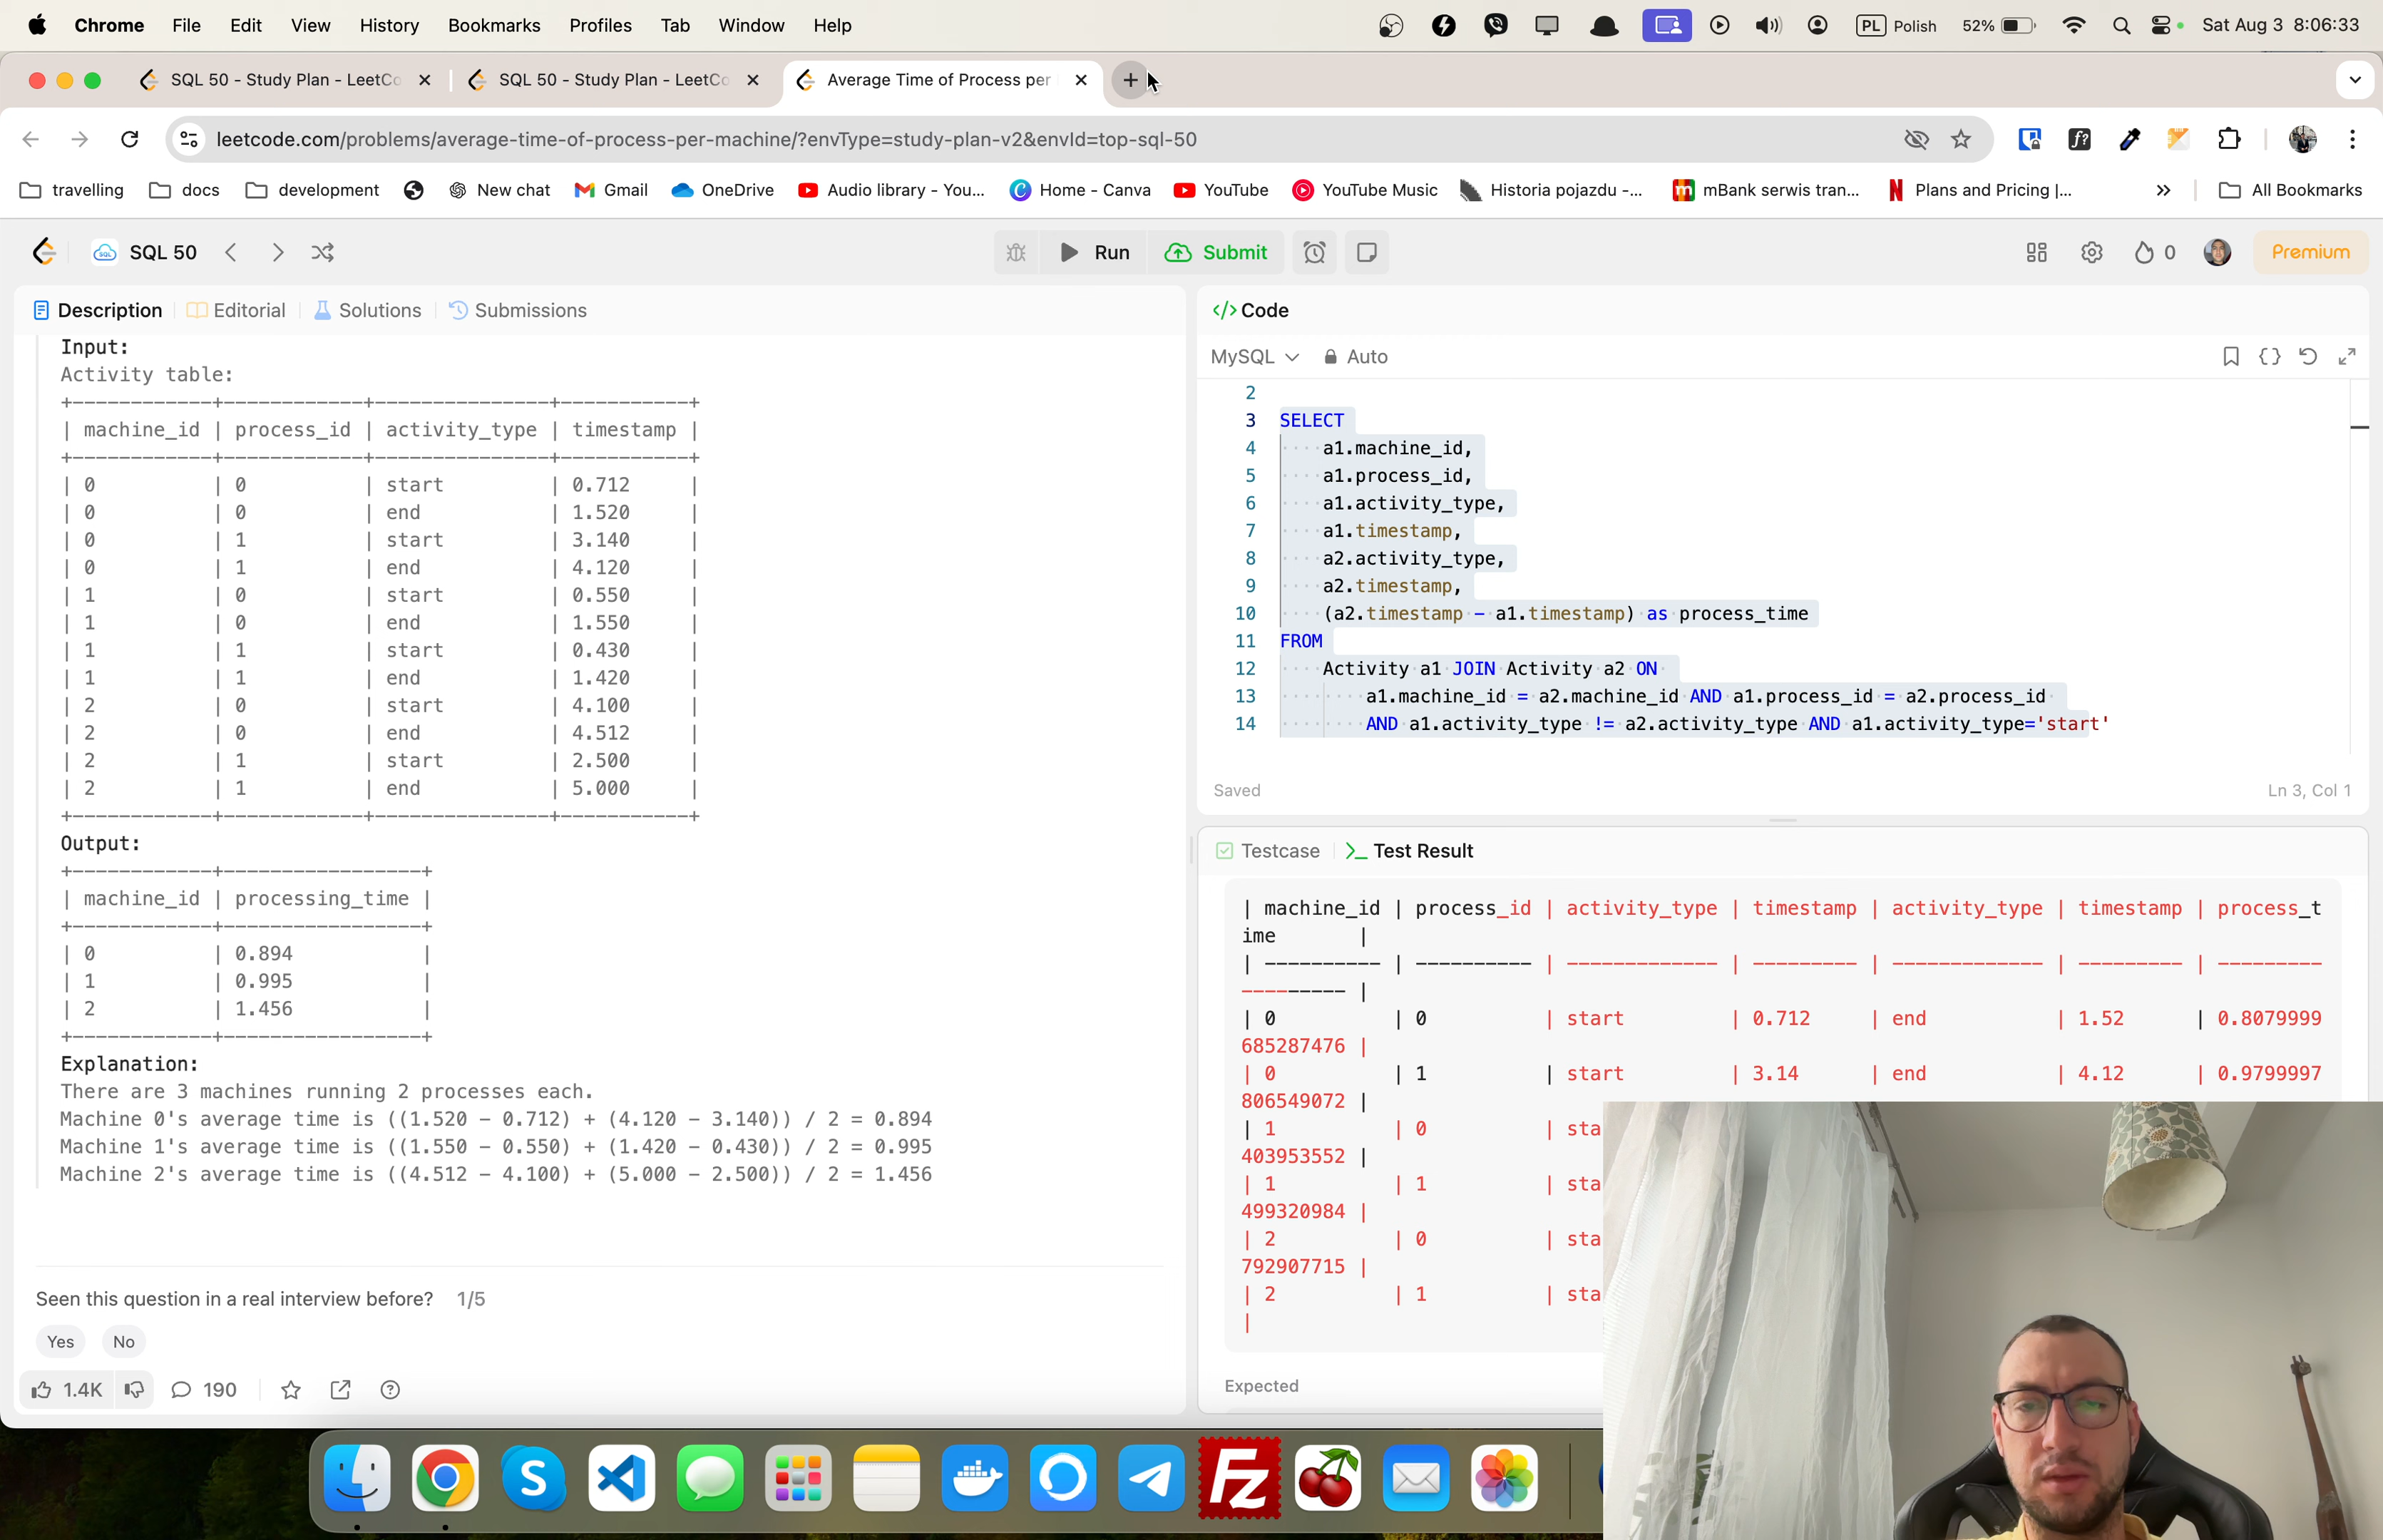 Chrome File Edit View History Bookmarks Profiles Tab Window Help PL Polish 52% Sat Aug 3 8:06:33
SQL 50 - Study Plan - LeetCo SQL 50 - Study Plan - LeetCo Average Time of Process per
leetcode.com/problems/average-time-of-process-per-machine/?envType=study-plan-v2&envId=top-sql-50
travelling docs development New chat Gmail OneDrive Audio library - You... Home - Canva YouTube YouTube Music Historia pojazdu -... mBank serwis tran... Plans and Pricing |... All Bookmarks
SQL 50 Run Submit 0 Premium
Description Editorial Solutions Submissions
Input:
Activity table:
+------------+------------+---------------+-----------+
| machine_id | process_id | activity_type | timestamp |
+------------+------------+---------------+-----------+
| 0 | 0 | start | 0.712 |
| 0 | 0 | end | 1.520 |
| 0 | 1 | start | 3.140 |
| 0 | 1 | end | 4.120 |
| 1 | 0 | start | 0.550 |
| 1 | 0 | end | 1.550 |
| 1 | 1 | start | 0.430 |
| 1 | 1 | end | 1.420 |
| 2 | 0 | start | 4.100 |
| 2 | 0 | end | 4.512 |
| 2 | 1 | start | 2.500 |
| 2 | 1 | end | 5.000 |
+------------+------------+---------------+-----------+
Output:
+------------+-----------------+
| machine_id | processing_time |
+------------+-----------------+
| 0 | 0.894 |
| 1 | 0.995 |
| 2 | 1.456 |
+------------+-----------------+
Explanation:
There are 3 machines running 2 processes each.
Machine 0's average time is ((1.520 - 0.712) + (4.120 - 3.140)) / 2 = 0.894
Machine 1's average time is ((1.550 - 0.550) + (1.420 - 0.430)) / 2 = 0.995
Machine 2's average time is ((4.512 - 4.100) + (5.000 - 2.500)) / 2 = 1.456
Seen this question in a real interview before? 1/5
Yes No
1.4K 190
</> Code
MySQL Auto
2
3 SELECT
4 a1.machine_id,
5 a1.process_id,
6 a1.activity_type,
7 a1.timestamp,
8 a2.activity_type,
9 a2.timestamp,
10 (a2.timestamp - a1.timestamp) as process_time
11 FROM
12 Activity a1 JOIN Activity a2 ON
13 a1.machine_id = a2.machine_id AND a1.process_id = a2.process_id
14 AND a1.activity_type != a2.activity_type AND a1.activity_type='start'
Saved Ln 3, Col 1
Testcase >_ Test Result
| machine_id | process_id | activity_type | timestamp | activity_type | timestamp | process_t
ime |
| ---------- | ---------- | ------------- | --------- | ------------- | --------- | ---------
--------- |
| 0 | 0 | start | 0.712 | end | 1.52 | 0.8079999
685287476 |
| 0 | 1 | start | 3.14 | end | 4.12 | 0.9799997
806549072 |
| 1 | 0 | sta
403953552 |
| 1 | 1 | sta
499320984 |
| 2 | 0 | sta
792907715 |
| 2 | 1 | sta
|
Expected
S
FZ